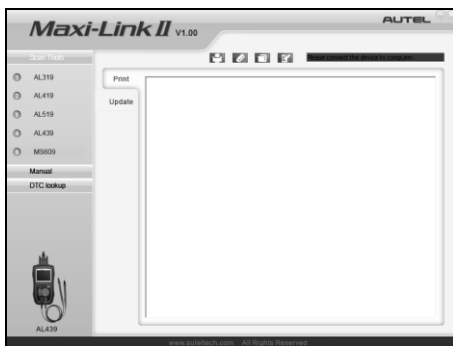 AUTEL
Maxi-Link II V1.00
Scan Tools
Please connect the device to computer.
AL319
AL419
AL519
AL439
MS609
Manual
DTC lookup
Print
Update
AL439
www.auteltech.com All Rights Reserved